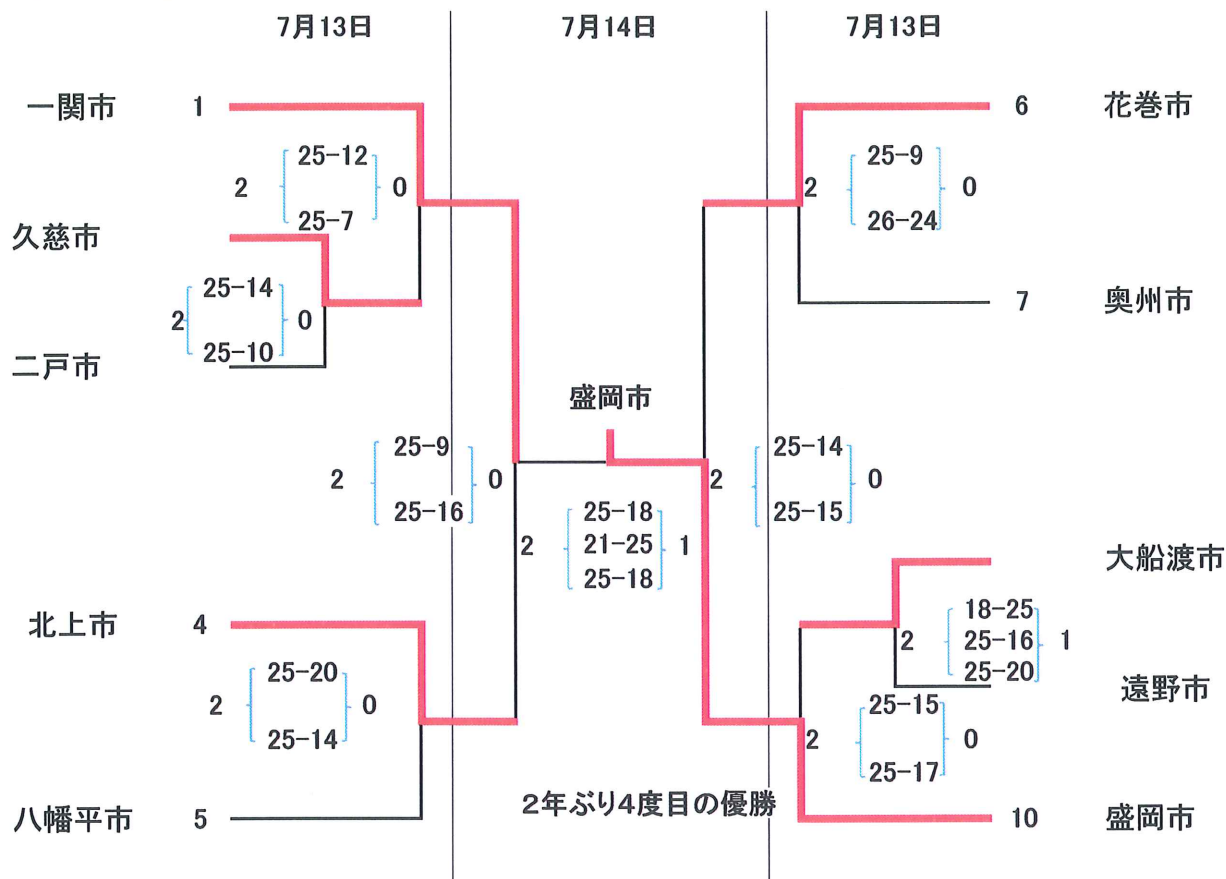 7月13日
7月14日
7月13日
一関市 1
6 花巻市
25-12
2 0
25-7
25-9
2 0
26-24
久慈市
25-14
2 0
25-10
二戸市
7 奥州市
盛岡市
25-9
2 0
25-16
25-14
2 0
25-15
25-18
2 21-25 1
25-18
大船渡市
18-25
2 25-16 1
25-20
遠野市
北上市 4
25-20
2 0
25-14
25-15
2 0
25-17
八幡平市 5
2年ぶり4度目の優勝
10 盛岡市